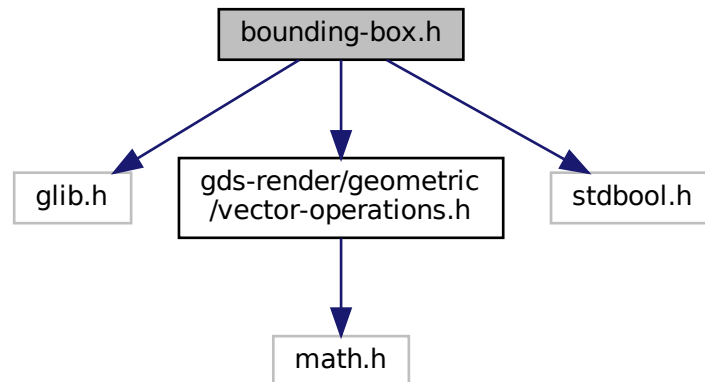 bounding-box.h
glib.h
gds-render/geometric
/vector-operations.h
stdbool.h
math.h